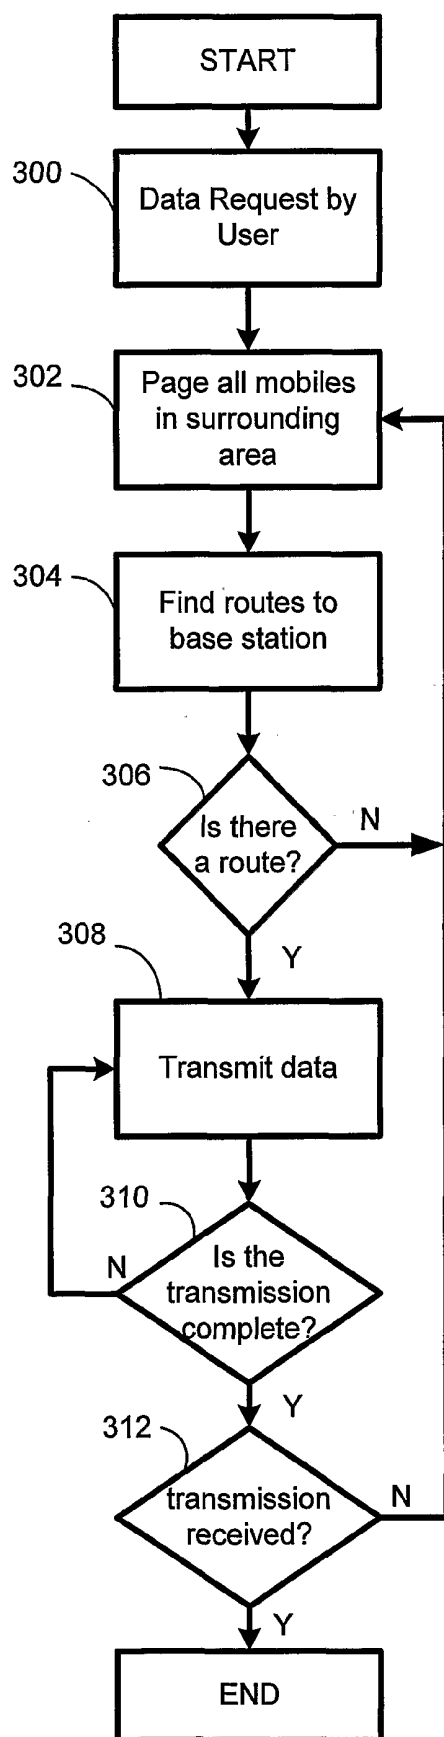 START
300
Data Request by
User
302
Page all mobiles
in surrounding
area
304
Find routes to
base station
306
Is there
a route?
N
Y
308
Transmit data
310
N
Is the
transmission
complete?
Y
312
transmission
received?
N
Y
END